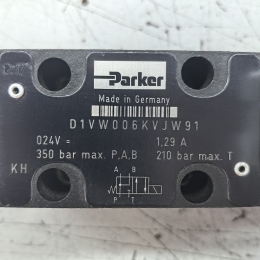 Parker
Made in Germany
D1VW006KVJW91
024V = 1,29 A
350 bar max. P,A,B 210 bar max. T
KH
A B
P T